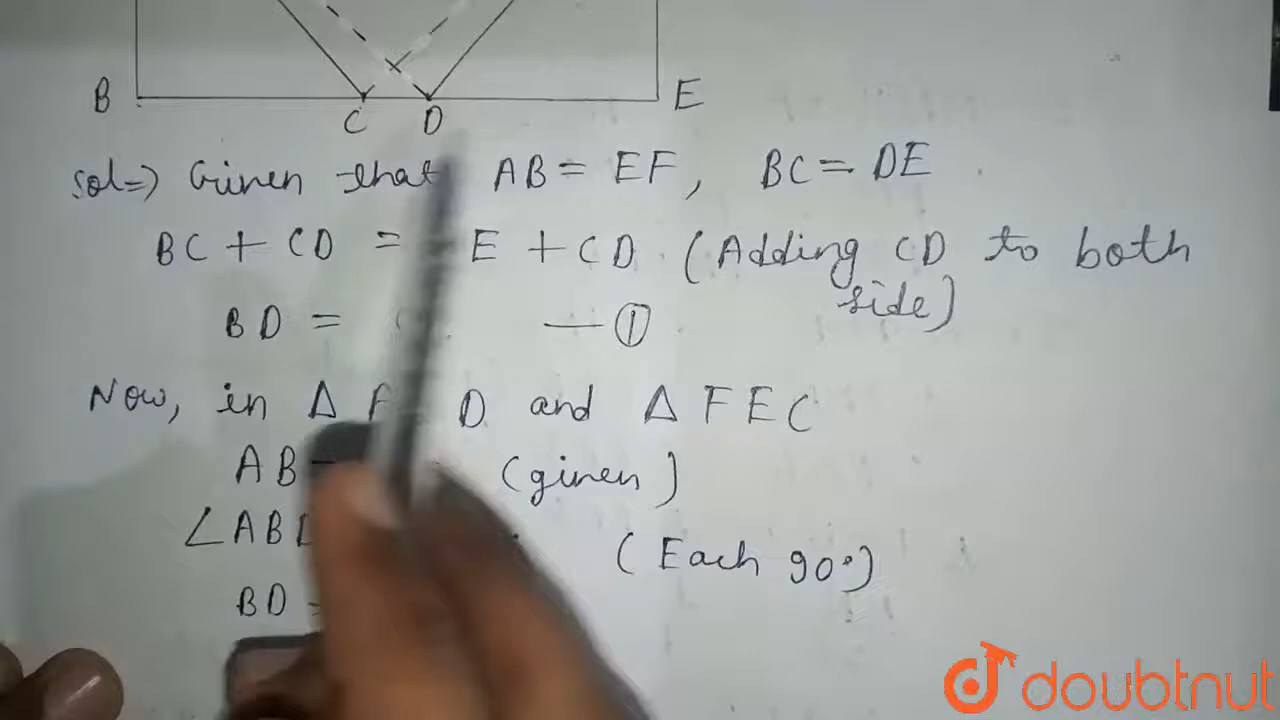 B E
C D
Sol=) Given that AB = EF, BC = DE
BC + CD = E + CD (Adding CD to both
side)
BD = — ①
Now, in Δ D and Δ FEC
AB = (given)
∠ABD (Each 90°)
BD =
doubtnut